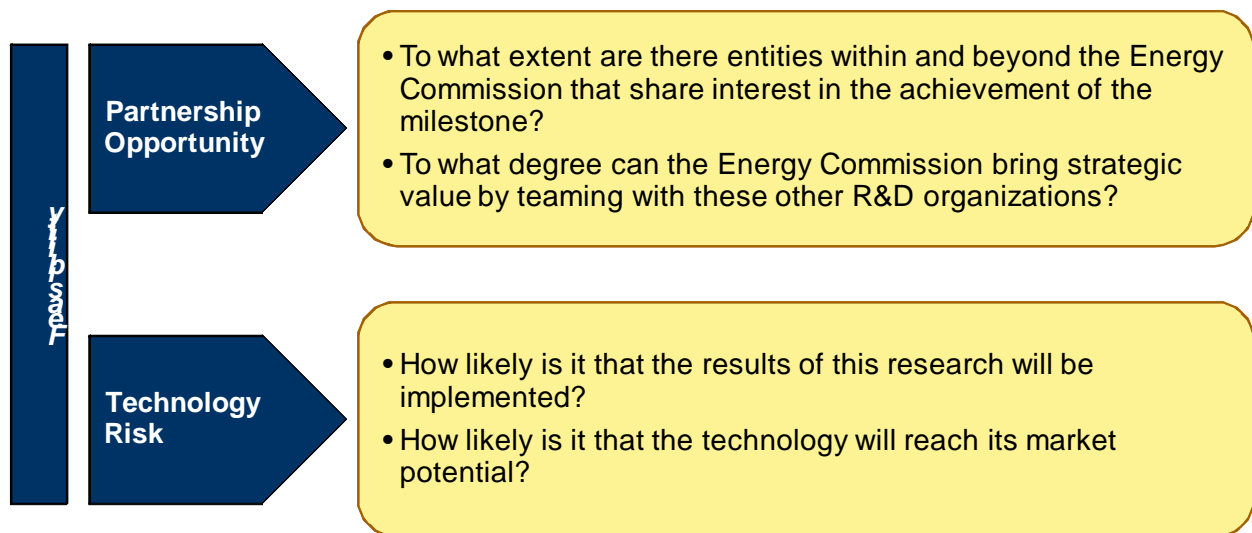 Feasibility
Partnership
Opportunity
• To what extent are there entities within and beyond the Energy
Commission that share interest in the achievement of the
milestone?
• To what degree can the Energy Commission bring strategic
value by teaming with these other R&D organizations?
Technology
Risk
• How likely is it that the results of this research will be
implemented?
• How likely is it that the technology will reach its market
potential?